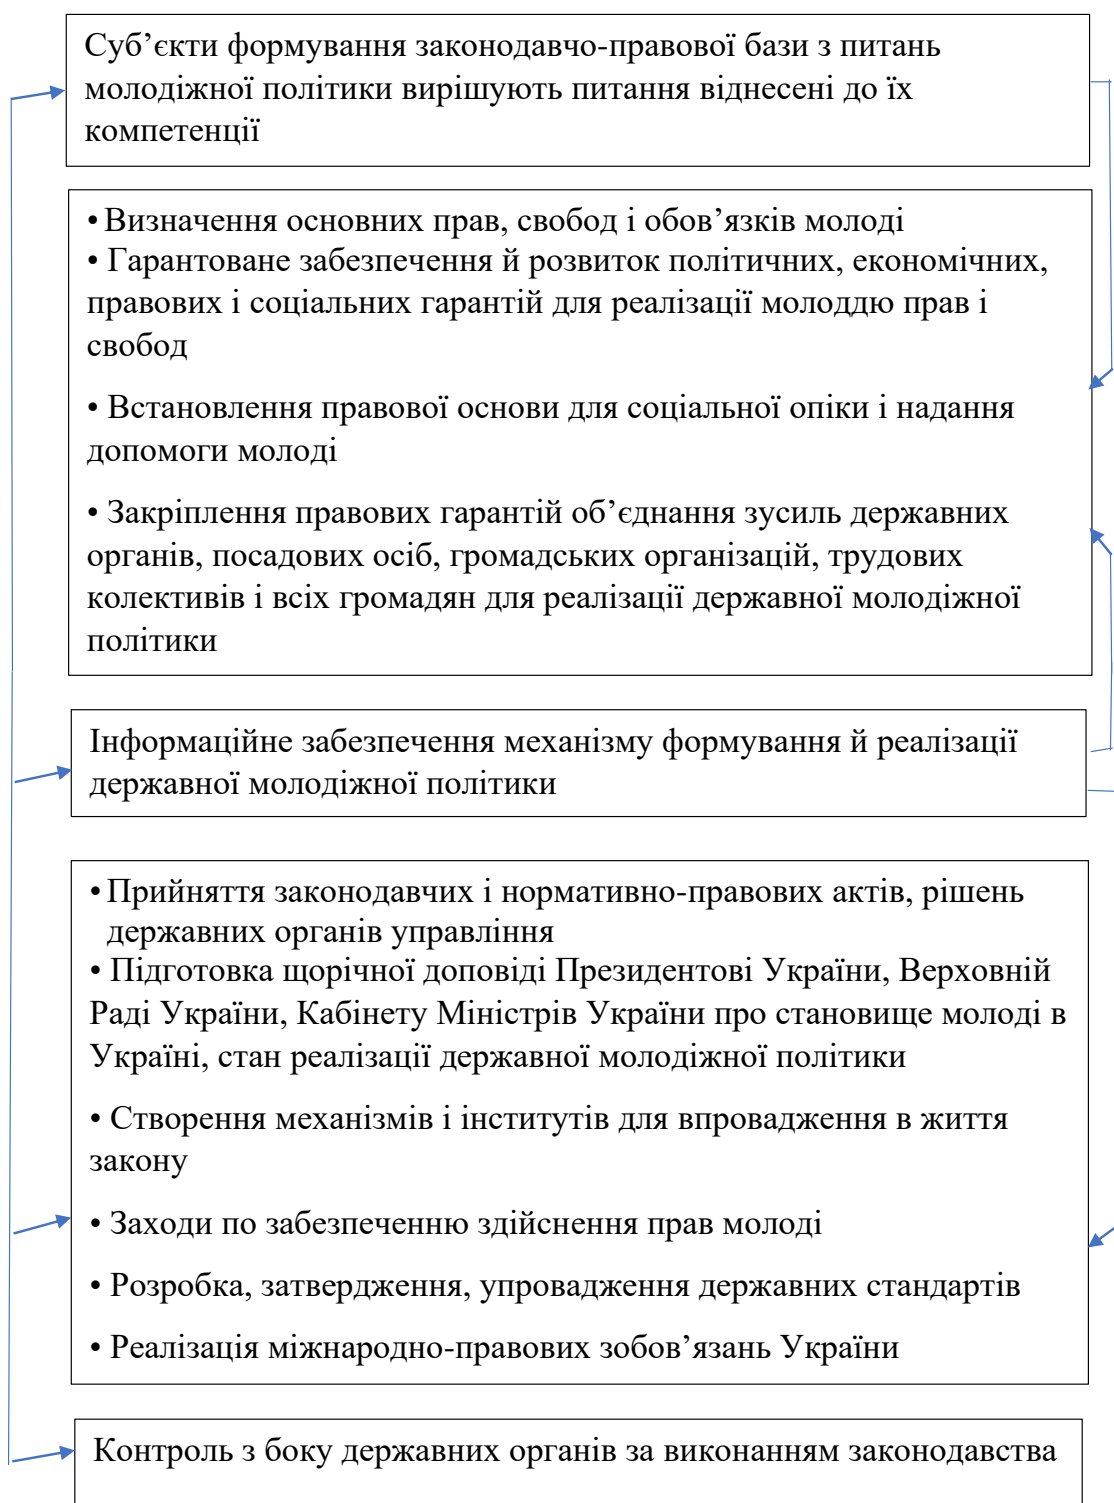 Суб’єкти формування законодавчо-правової бази з питань
молодіжної політики вирішують питання віднесені до їх
компетенції
• Визначення основних прав, свобод і обов’язків молоді
• Гарантоване забезпечення й розвиток політичних, економічних,
правових і соціальних гарантій для реалізації молоддю прав і
свобод
• Встановлення правової основи для соціальної опіки і надання
допомоги молоді
• Закріплення правових гарантій об’єднання зусиль державних
органів, посадових осіб, громадських організацій, трудових
колективів і всіх громадян для реалізації державної молодіжної
політики
Інформаційне забезпечення механізму формування й реалізації
державної молодіжної політики
• Прийняття законодавчих і нормативно-правових актів, рішень
державних органів управління
• Підготовка щорічної доповіді Президентові України, Верховній
Раді України, Кабінету Міністрів України про становище молоді в
Україні, стан реалізації державної молодіжної політики
• Створення механізмів і інститутів для впровадження в життя
закону
• Заходи по забезпеченню здійснення прав молоді
• Розробка, затвердження, упровадження державних стандартів
• Реалізація міжнародно-правових зобов’язань України
Контроль з боку державних органів за виконанням законодавства